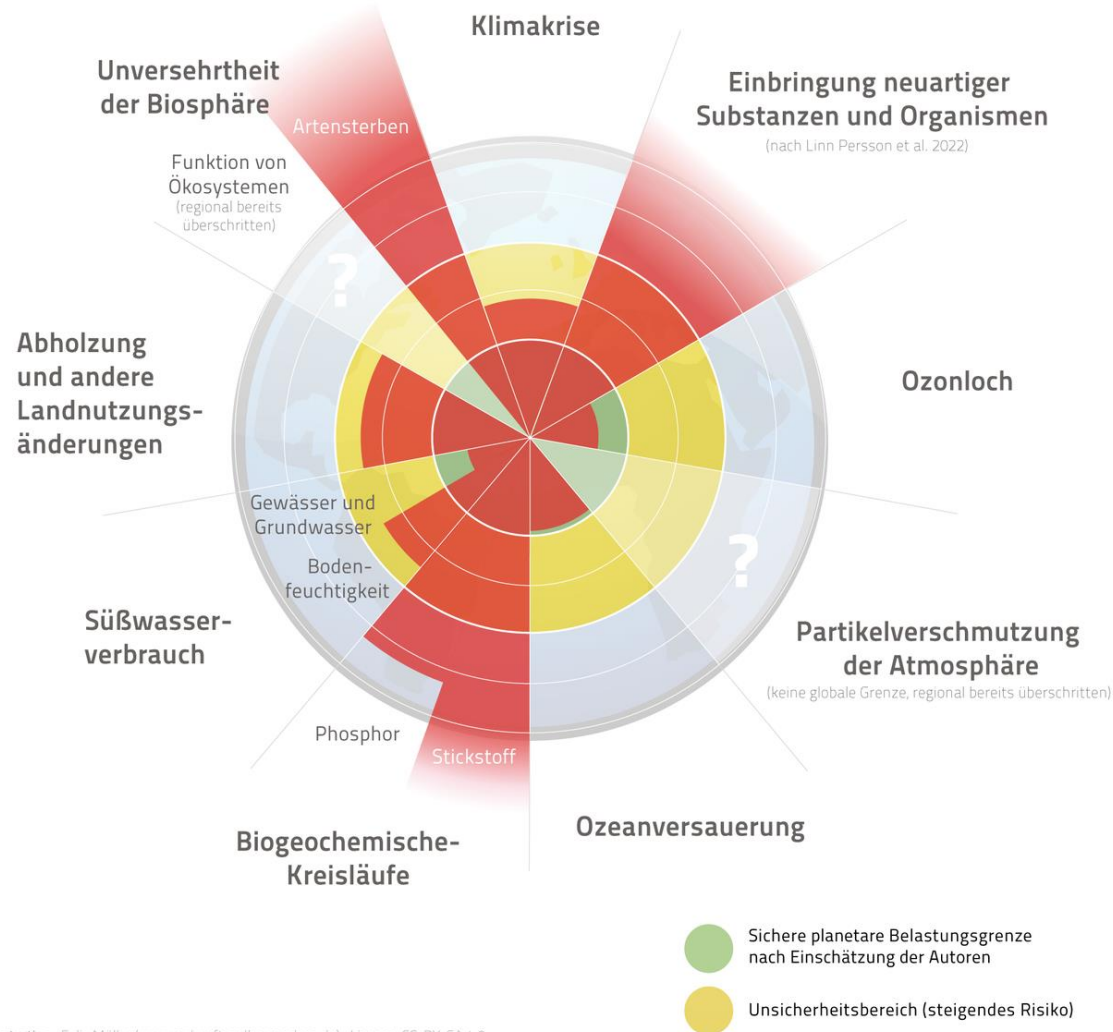 Klimakrise
Unversehrtheit
der Biosphäre
Artensterben
Funktion von
Ökosystemen
(regional bereits
überschritten)
?
Einbringung neuartiger
Substanzen und Organismen
(nach Linn Persson et al. 2022)
Ozonloch
Abholzung
und andere
Landnutzungs-
änderungen
Gewässer und
Grundwasser
Boden-
feuchtigkeit
Süßwasser-
verbrauch
?
Partikelverschmutzung
der Atmosphäre
(keine globale Grenze, regional bereits überschritten)
Phosphor
Stickstoff
Biogeochemische-
Kreisläufe
Ozeanversauerung
Sichere planetare Belastungsgrenze
nach Einschätzung der Autoren
Unsicherheitsbereich (steigendes Risiko)